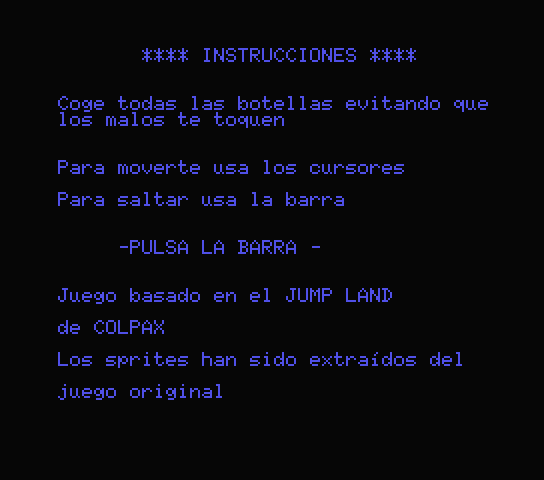 **** INSTRUCCIONES ****
Coge todas las botellas evitando que
los malos te toquen
Para moverte usa los cursores
Para saltar usa la barra
-PULSA LA BARRA -
Juego basado en el JUMP LAND
de COLPAX
Los sprites han sido extraídos del
juego original